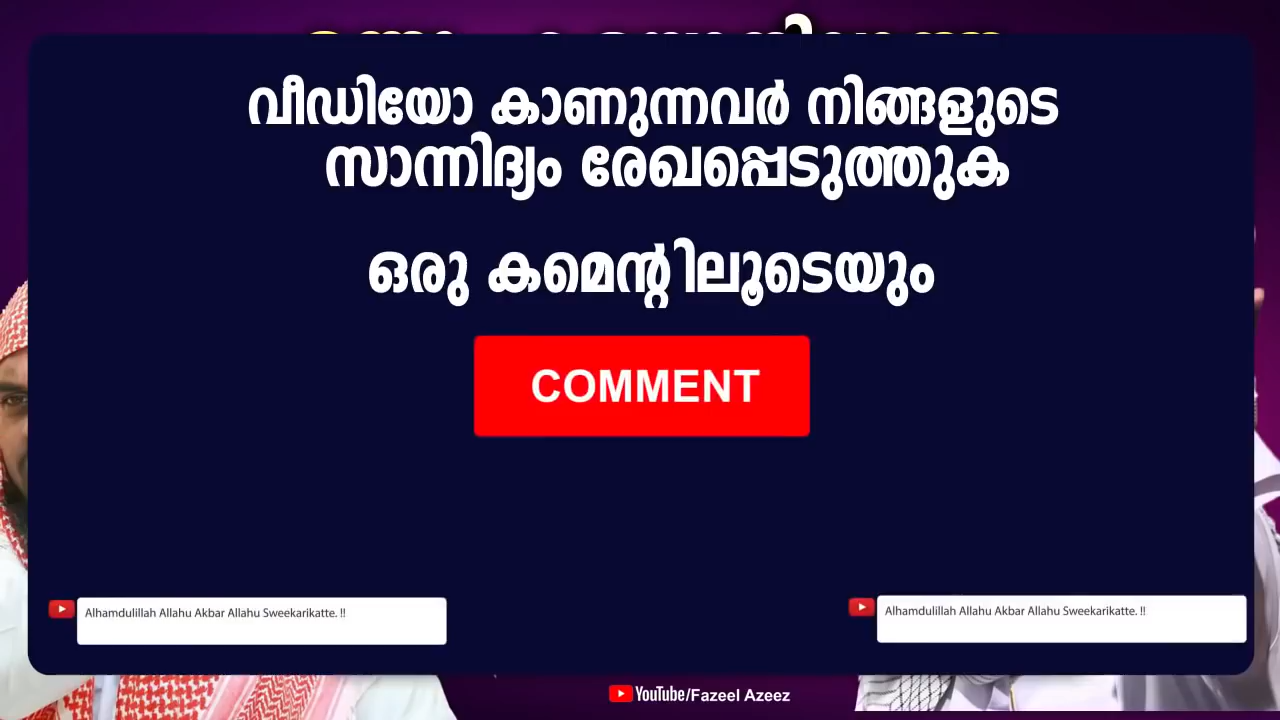 വീഡിയോ കാണുന്നവർ നിങ്ങളുടെ
സാന്നിദ്യം രേഖപ്പെടുത്തുക
ഒരു കമെന്റിലൂടെയും
COMMENT
Alhamdulillah Allahu Akbar Allahu Sweekarikatte. !!
Alhamdulillah Allahu Akbar Allahu Sweekarikatte. !!
YouTube/Fazeel Azeez